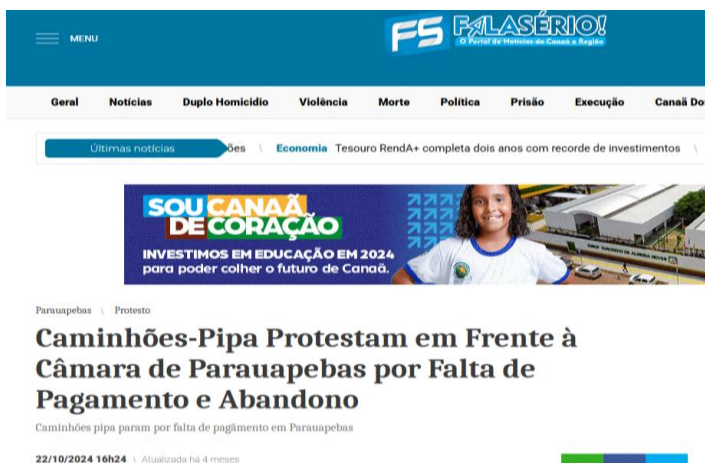 MENU
FS FALASÉRIO!
O Portal de Notícias de Canaã e Região
Geral Notícias Duplo Homicídio Violência Morte Política Prisão Execução Canaã Do
Últimas notícias ões \ Economia Tesouro RendA+ completa dois anos com recorde de investimentos \
SOU CANAÃ
DE CORAÇÃO
INVESTIMOS EM EDUCAÇÃO EM 2024
para poder colher o futuro de Canaã.
Parauapebas \ Protesto
Caminhões-Pipa Protestam em Frente à
Câmara de Parauapebas por Falta de
Pagamento e Abandono
Caminhões pipa param por falta de pagâmento em Parauapebas
22/10/2024 16h24 \ Atualizada há 4 meses